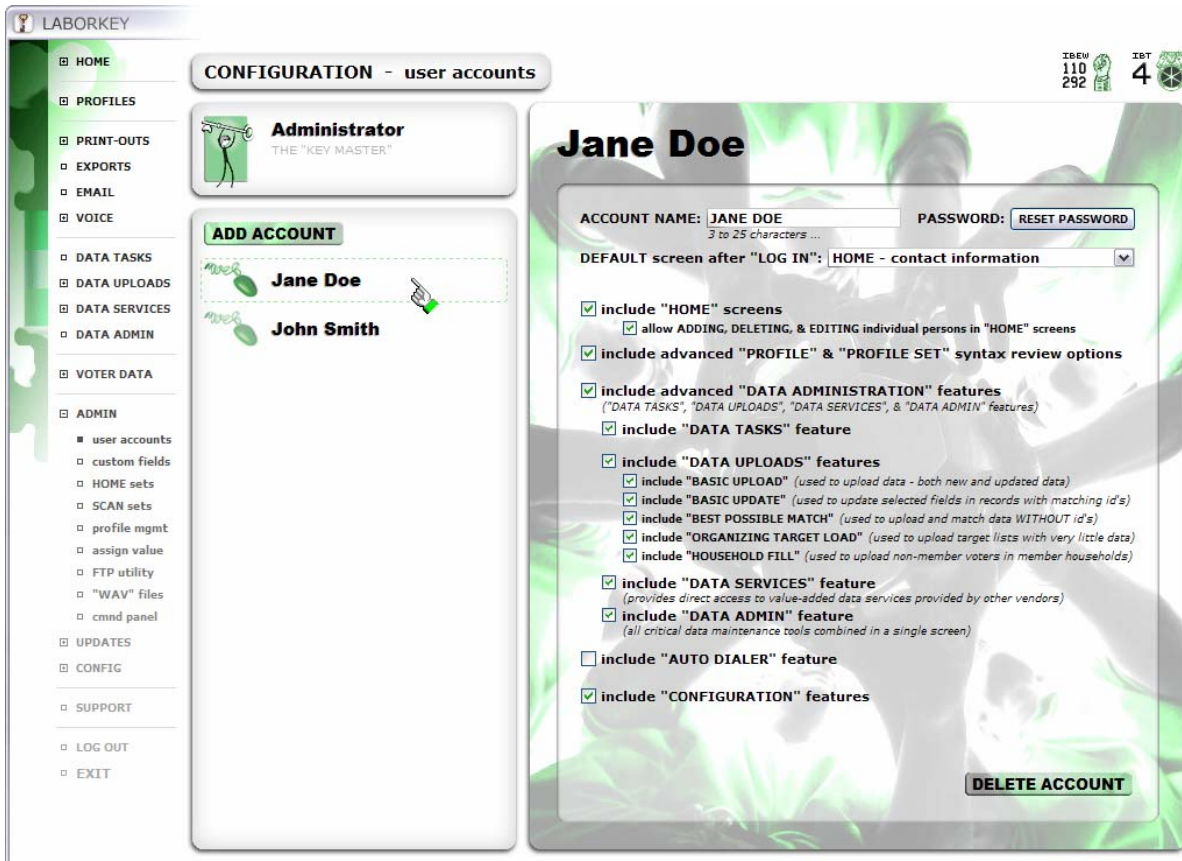 LABORKEY
HOME
PROFILES
PRINT-OUTS
EXPORTS
EMAIL
VOICE
DATA TASKS
DATA UPLOADS
DATA SERVICES
DATA ADMIN
VOTER DATA
ADMIN
user accounts
custom fields
HOME sets
SCAN sets
profile mgmt
assign value
FTP utility
"WAV" files
cmnd panel
UPDATES
CONFIG
SUPPORT
LOG OUT
EXIT
CONFIGURATION - user accounts
IBEW
110
292
IBT
4
Administrator
THE "KEY MASTER"
ADD ACCOUNT
web
Jane Doe
web
John Smith
Jane Doe
ACCOUNT NAME: JANE DOE PASSWORD: RESET PASSWORD
3 to 25 characters ...
DEFAULT screen after "LOG IN": HOME - contact information
include "HOME" screens
allow ADDING, DELETING, & EDITING individual persons in "HOME" screens
include advanced "PROFILE" & "PROFILE SET" syntax review options
include advanced "DATA ADMINISTRATION" features
("DATA TASKS", "DATA UPLOADS", "DATA SERVICES", & "DATA ADMIN" features)
include "DATA TASKS" feature
include "DATA UPLOADS" features
include "BASIC UPLOAD" (used to upload data - both new and updated data)
include "BASIC UPDATE" (used to update selected fields in records with matching id's)
include "BEST POSSIBLE MATCH" (used to upload and match data WITHOUT id's)
include "ORGANIZING TARGET LOAD" (used to upload target lists with very little data)
include "HOUSEHOLD FILL" (used to upload non-member voters in member households)
include "DATA SERVICES" feature
(provides direct access to value-added data services provided by other vendors)
include "DATA ADMIN" feature
(all critical data maintenance tools combined in a single screen)
include "AUTO DIALER" feature
include "CONFIGURATION" features
DELETE ACCOUNT